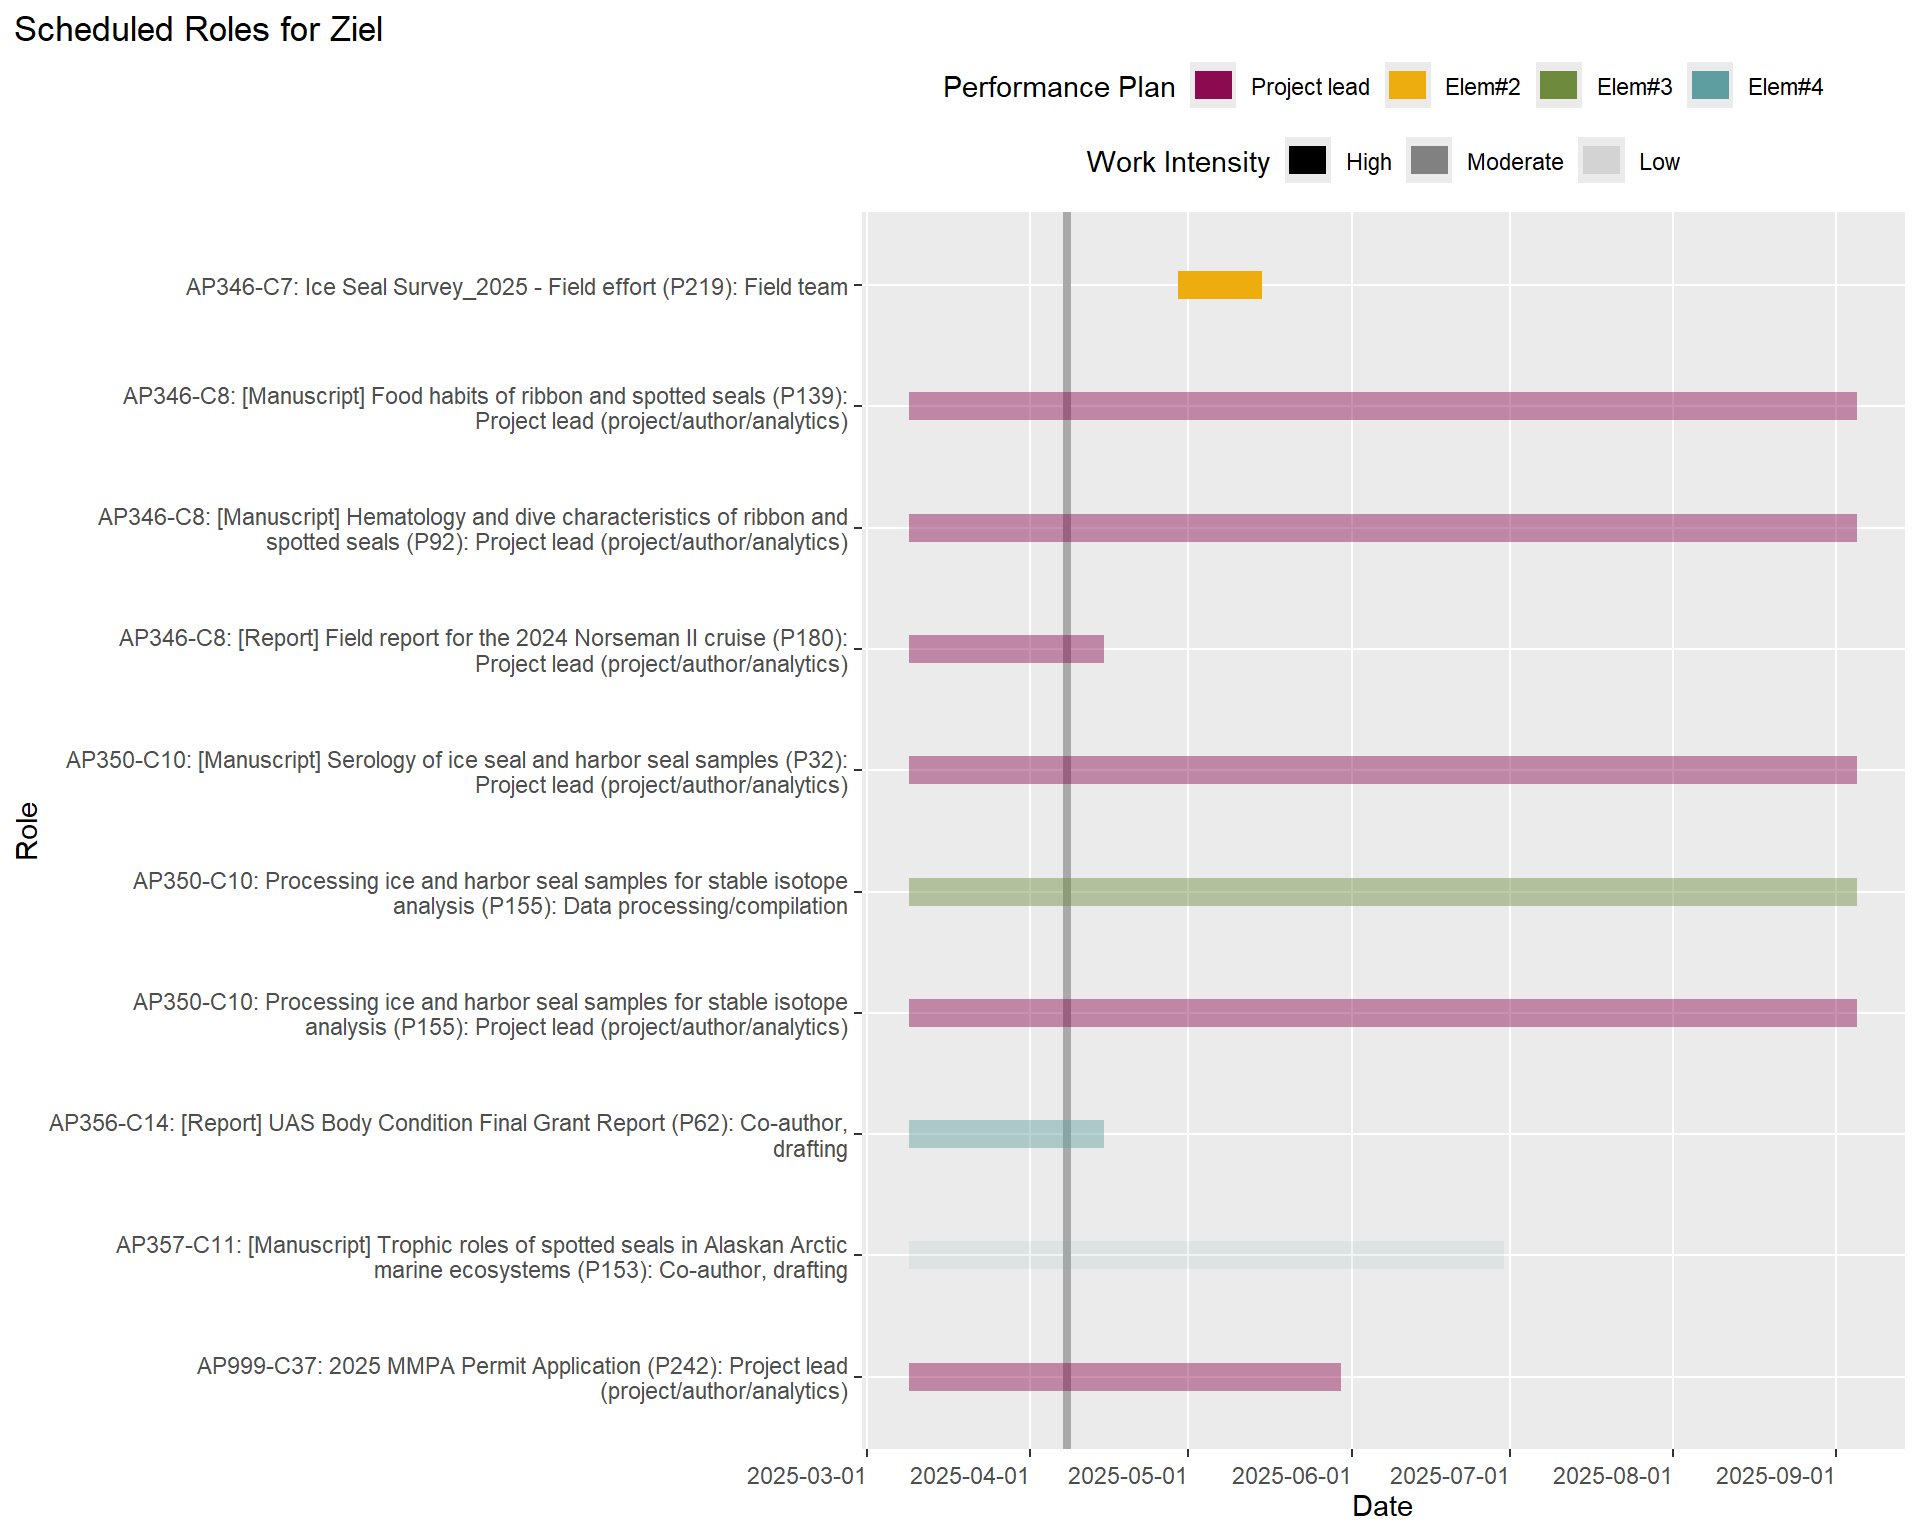 Scheduled Roles for Ziel
Performance Plan Project lead Elem#2 Elem#3 Elem#4
Work Intensity High Moderate Low
AP346-C7: Ice Seal Survey_2025 - Field effort (P219): Field team
AP346-C8: [Manuscript] Food habits of ribbon and spotted seals (P139):
Project lead (project/author/analytics)
AP346-C8: [Manuscript] Hematology and dive characteristics of ribbon and
spotted seals (P92): Project lead (project/author/analytics)
AP346-C8: [Report] Field report for the 2024 Norseman II cruise (P180):
Project lead (project/author/analytics)
AP350-C10: [Manuscript] Serology of ice seal and harbor seal samples (P32):
Project lead (project/author/analytics)
AP350-C10: Processing ice and harbor seal samples for stable isotope
analysis (P155): Data processing/compilation
AP350-C10: Processing ice and harbor seal samples for stable isotope
analysis (P155): Project lead (project/author/analytics)
AP356-C14: [Report] UAS Body Condition Final Grant Report (P62): Co-author,
drafting
AP357-C11: [Manuscript] Trophic roles of spotted seals in Alaskan Arctic
marine ecosystems (P153): Co-author, drafting
AP999-C37: 2025 MMPA Permit Application (P242): Project lead
(project/author/analytics)
Role
2025-03-01 2025-04-01 2025-05-01 2025-06-01 2025-07-01 2025-08-01 2025-09-01
Date